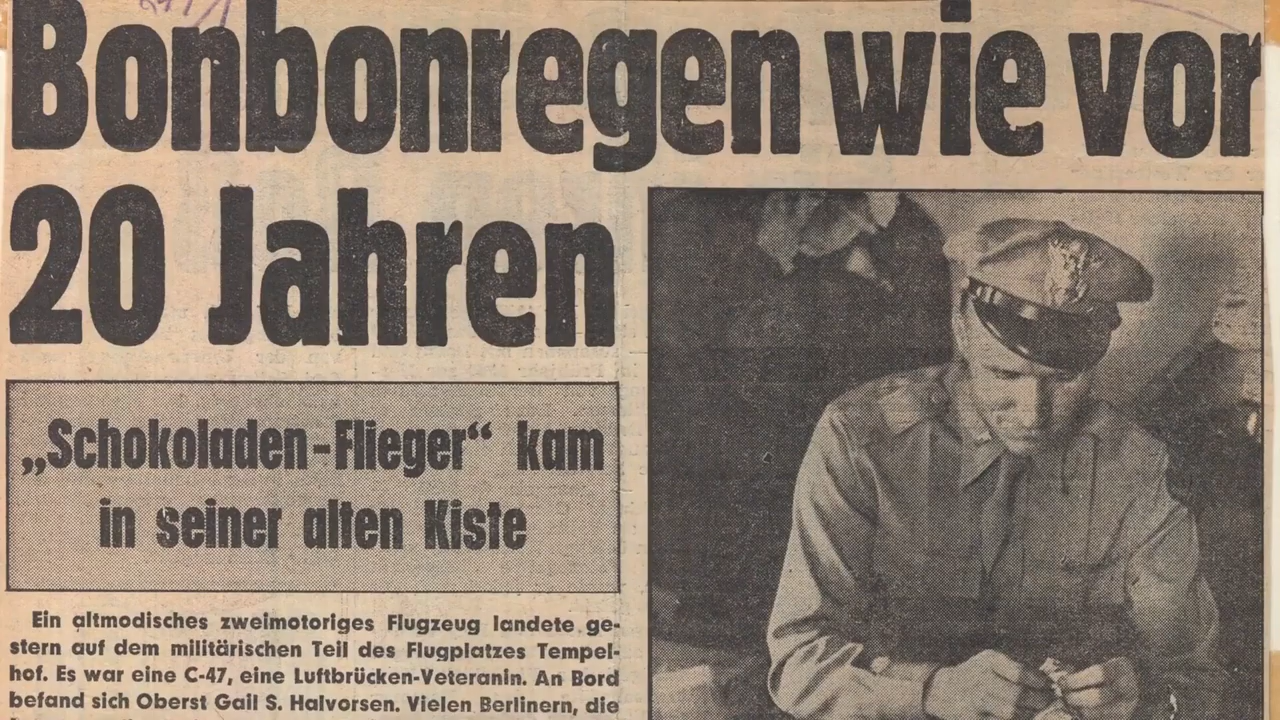 Bonbonregen wie vor
20 Jahren
„Schokoladen-Flieger“ kam
in seiner alten Kiste
Ein altmodisches zweimotoriges Flugzeug landete ge-
stern auf dem militärischen Teil des Flugplatzes Tempel-
hof. Es war eine C-47, eine Luftbrücken-Veteranin. An Bord
befand sich Oberst Gail S. Halvorsen. Vielen Berlinern, die